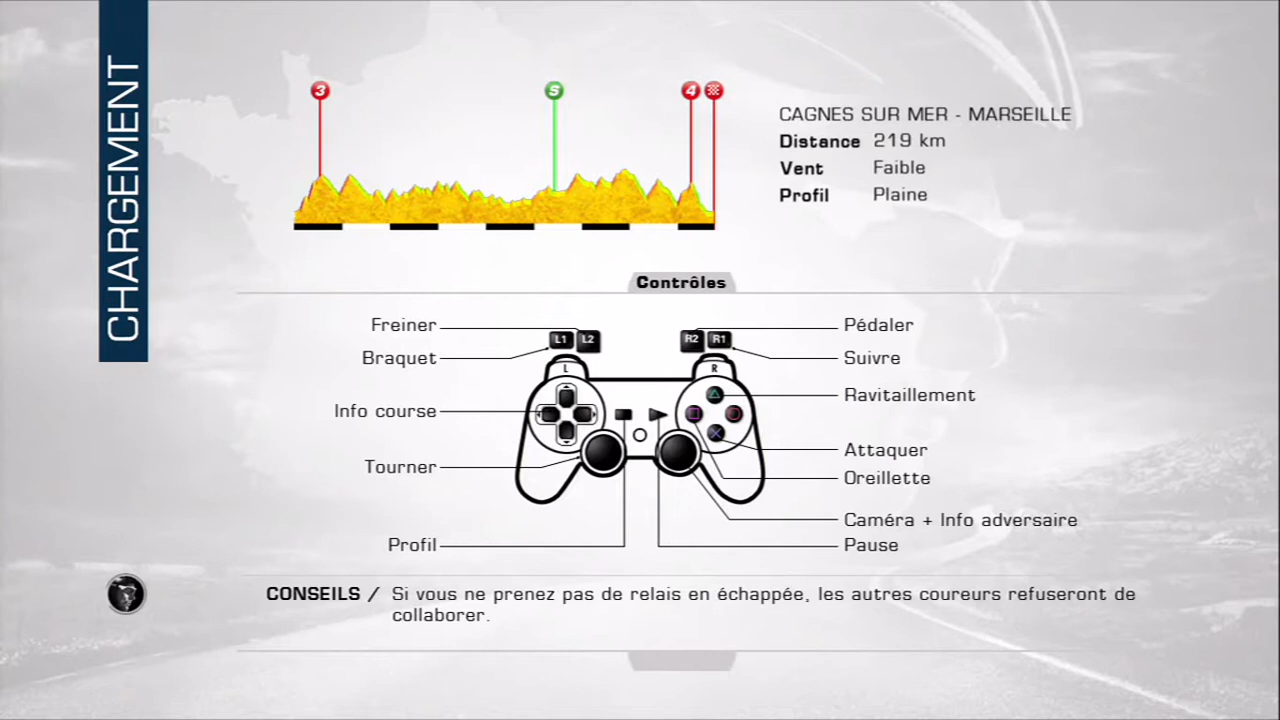 CHARGEMENT
3
S
4
CAGNES SUR MER - MARSEILLE
Distance 219 km
Vent Faible
Profil Plaine
Contrôles
Freiner
L1 L2
R2 R1
Pédaler
Braquet
Suivre
L
R
Ravitaillement
Info course
Attaquer
Tourner
Oreillette
Caméra + Info adversaire
Profil
Pause
CONSEILS / Si vous ne prenez pas de relais en échappée, les autres coureurs refuseront de
collaborer.